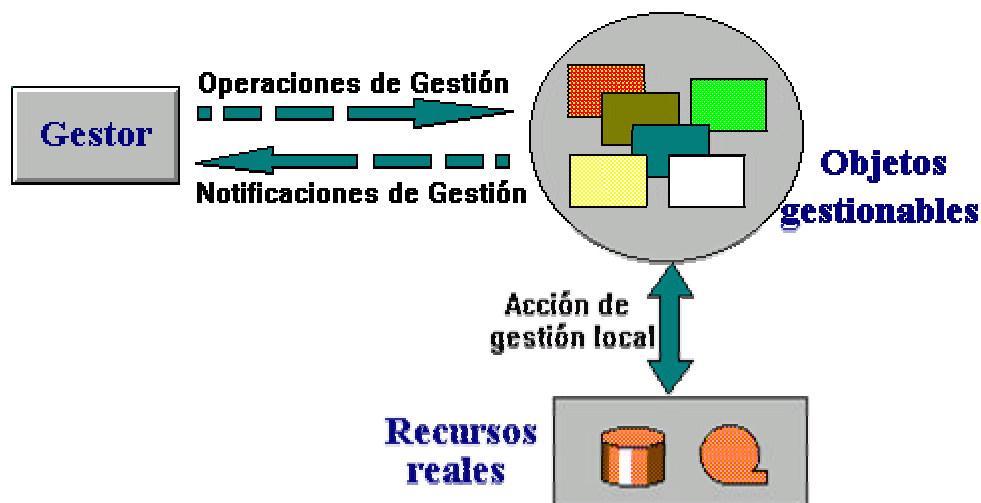 Operaciones de Gestión
Gestor
Notificaciones de Gestión
Objetos
gestionables
Acción de
gestión local
Recursos
reales